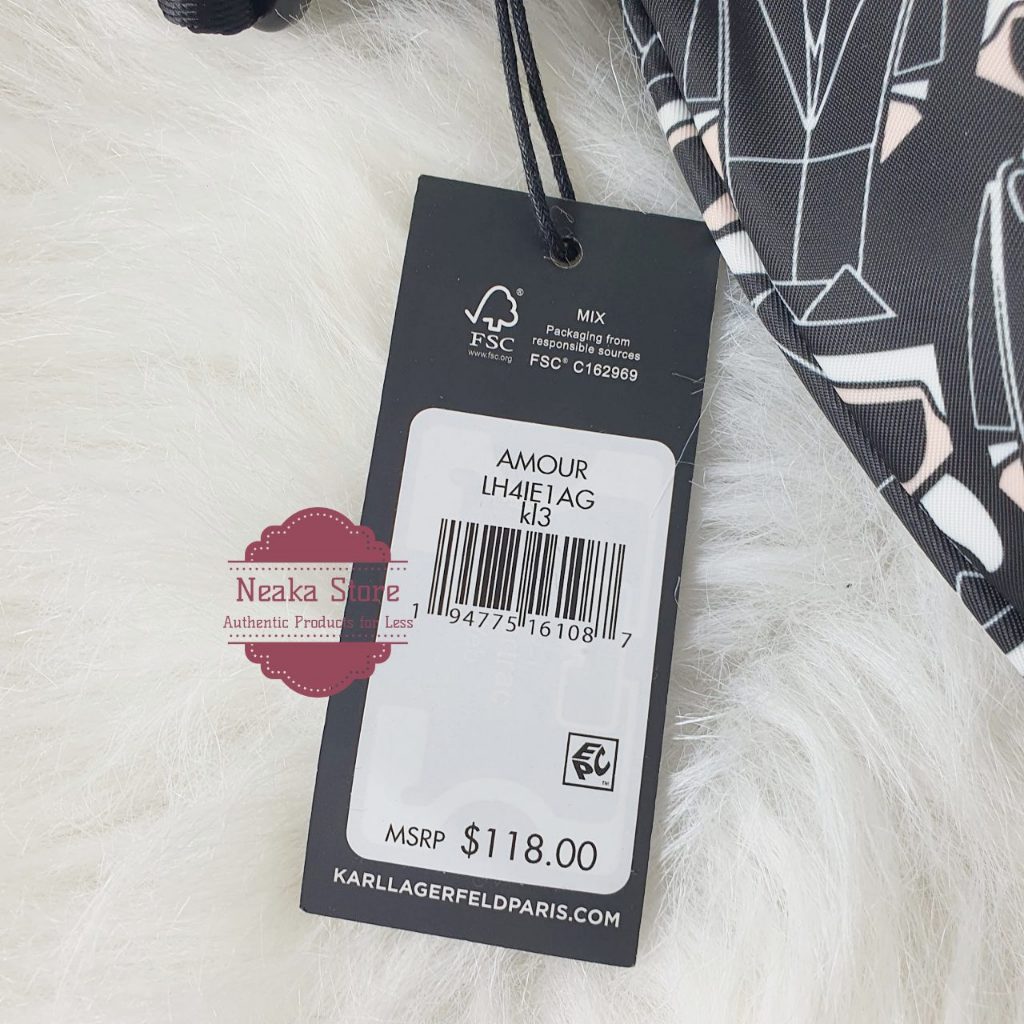 FSC®
www.fsc.org
MIX
Packaging from
responsible sources
FSC® C162969
AMOUR
LH4IE1AG
kl3
1 94775 16108 7
EPC™
MSRP $118.00
KARLLAGERFELDPARIS.COM
Neaka Store
Authentic Products for Less